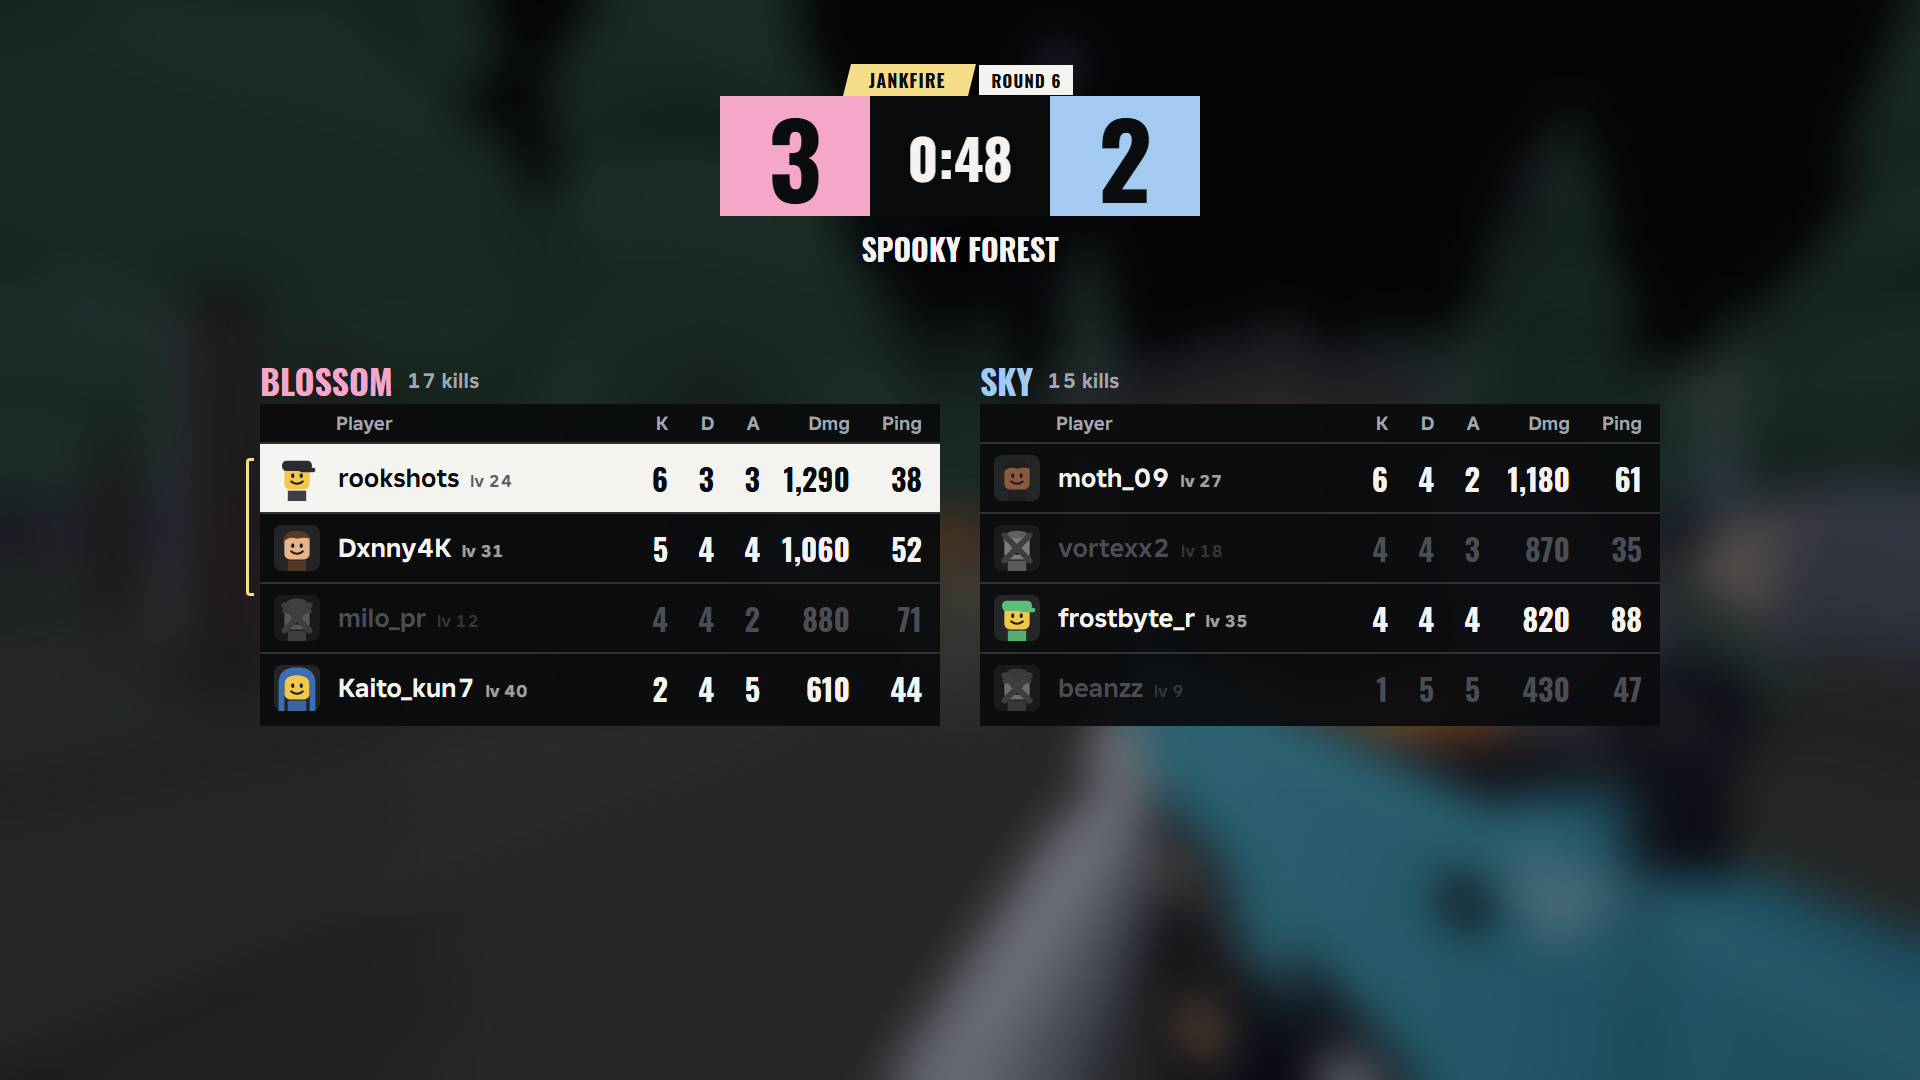 JANKFIRE ROUND 6
3 0:48 2
SPOOKY FOREST
BLOSSOM 17 kills
Player K D A Dmg Ping
rookshots lv 24 6 3 3 1,290 38
Dxnny4K lv 31 5 4 4 1,060 52
milo_pr lv 12 4 4 2 880 71
Kaito_kun7 lv 40 2 4 5 610 44
SKY 15 kills
Player K D A Dmg Ping
moth_09 lv 27 6 4 2 1,180 61
vortexx2 lv 18 4 4 3 870 35
frostbyte_r lv 35 4 4 4 820 88
beanzz lv 9 1 5 5 430 47